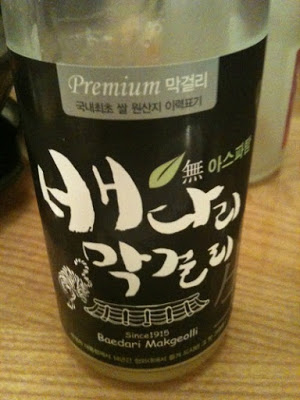 Premium 막걸리
국내최초 쌀 원산지 이력표기
無 아스파탐
배다리
막걸리
Since1915
Baedari Makgeolli